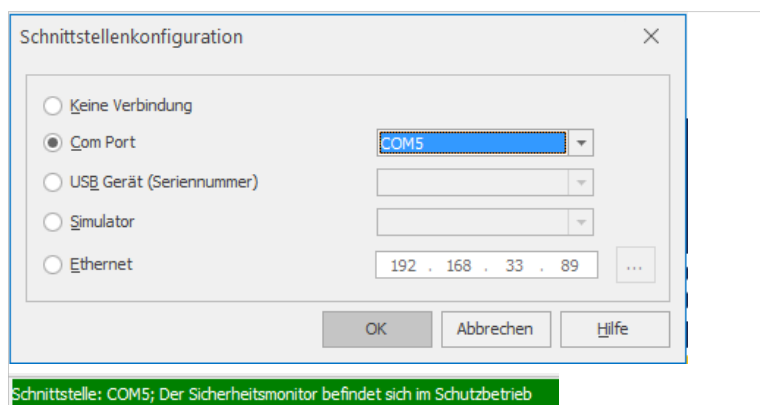 Schnittstellenkonfiguration
Keine Verbindung
Com Port COM5
USB Gerät (Seriennummer)
Simulator
Ethernet 192 . 168 . 33 . 89 ...
OK Abbrechen Hilfe
Schnittstelle: COM5; Der Sicherheitsmonitor befindet sich im Schutzbetrieb